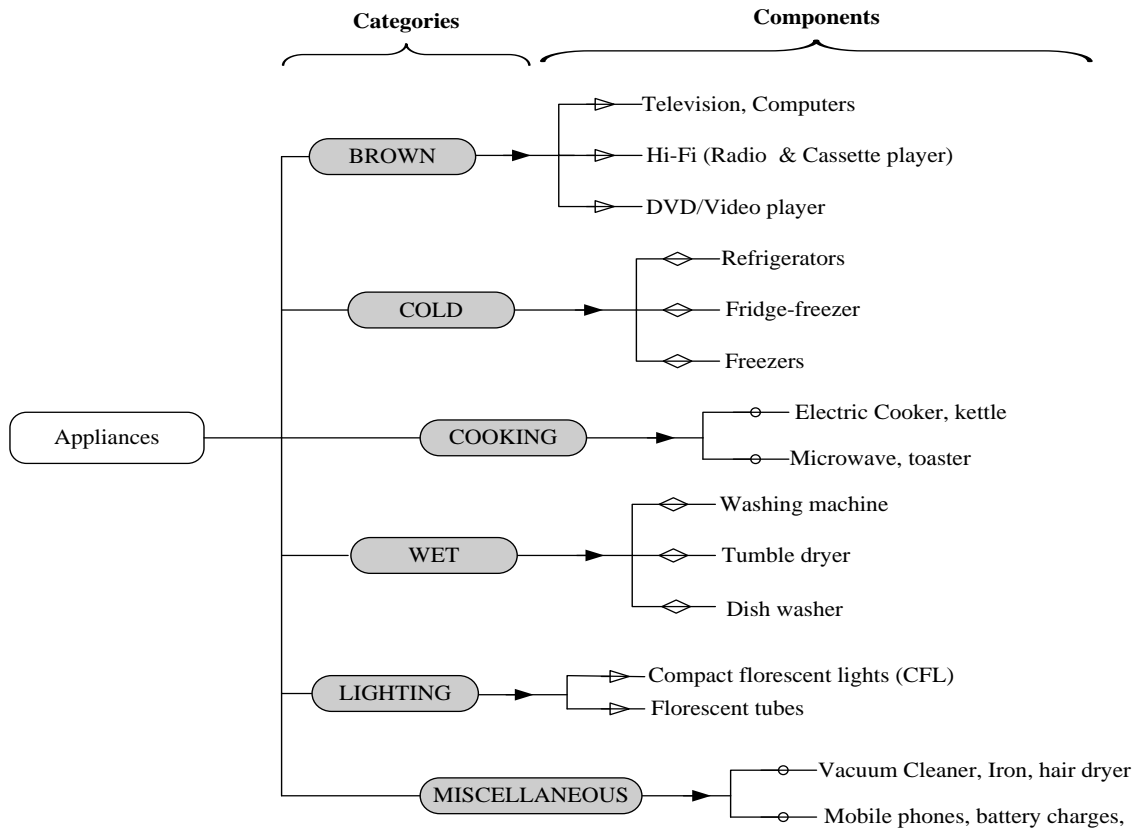 Categories
Components
BROWN
Television, Computers
Hi-Fi (Radio & Cassette player)
DVD/Video player
COLD
Refrigerators
Fridge-freezer
Freezers
Appliances
COOKING
Electric Cooker, kettle
Microwave, toaster
WET
Washing machine
Tumble dryer
Dish washer
LIGHTING
Compact florescent lights (CFL)
Florescent tubes
MISCELLANEOUS
Vacuum Cleaner, Iron, hair dryer
Mobile phones, battery charges,